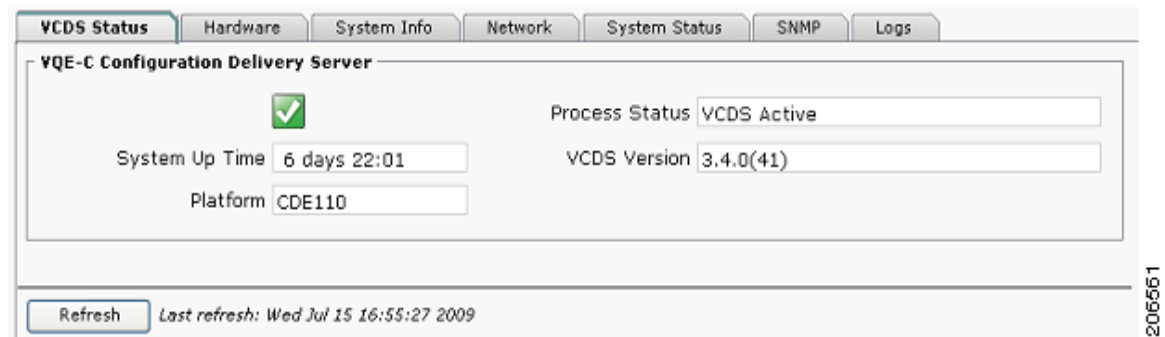 VCDS Status Hardware System Info Network System Status SNMP Logs
VQE-C Configuration Delivery Server
Process Status VCDS Active
System Up Time 6 days 22:01 VCDS Version 3.4.0(41)
Platform CDE110
Refresh Last refresh: Wed Jul 15 16:55:27 2009
206561